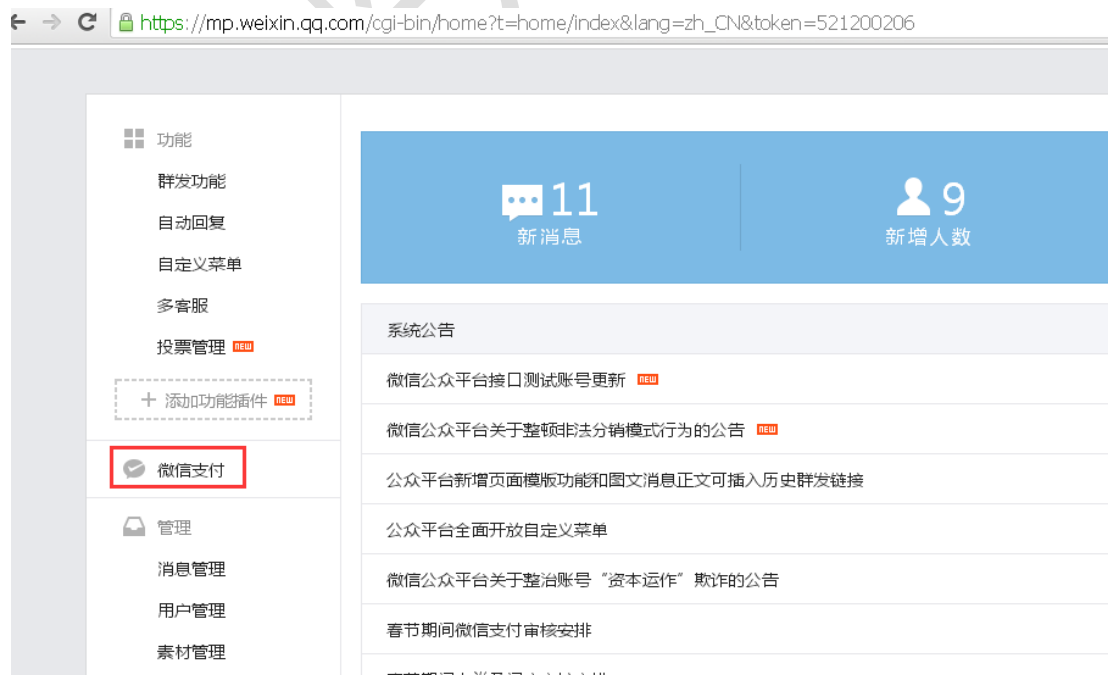 https://mp.weixin.qq.com/cgi-bin/home?t=home/index&lang=zh_CN&token=521200206
功能
群发功能
自动回复
自定义菜单
多客服
投票管理 NEW
+ 添加功能插件 NEW
微信支付
管理
消息管理
用户管理
素材管理
11
新消息
9
新增人数
系统公告
微信公众平台接口测试账号更新 NEW
微信公众平台关于整顿非法分销模式行为的公告 NEW
公众平台新增页面模版功能和图文消息正文可插入历史群发链接
公众平台全面开放自定义菜单
微信公众平台关于整治账号“资本运作”欺诈的公告
春节期间微信支付审核安排